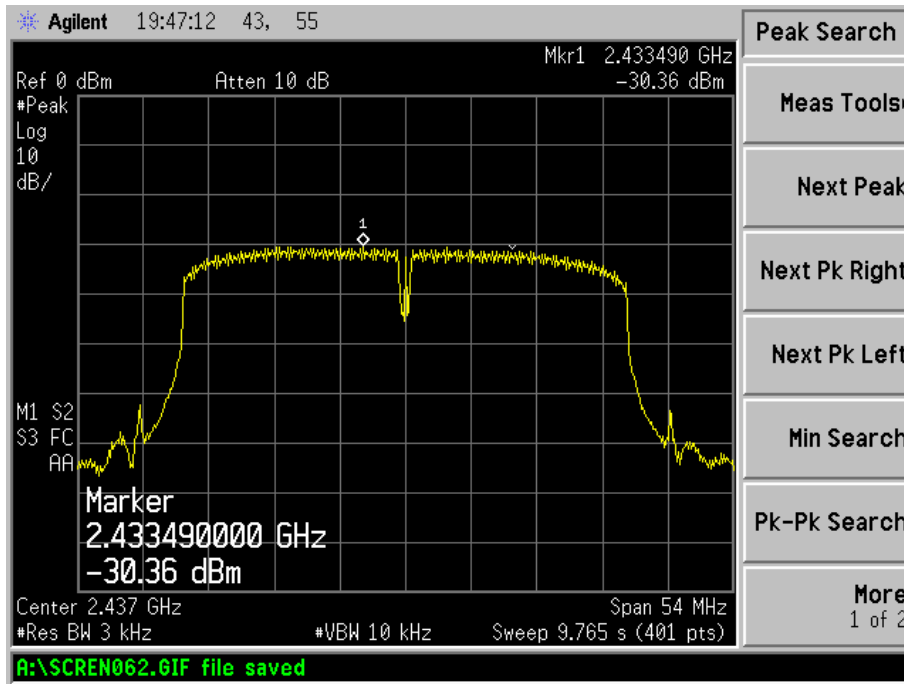 Agilent 19:47:12 43, 55
Mkr1 2.433490 GHz
Ref 0 dBm Atten 10 dB -30.36 dBm
#Peak
Log
10
dB/
1
M1 S2
S3 FC
AA
Marker
2.433490000 GHz
-30.36 dBm
Center 2.437 GHz Span 54 MHz
#Res BW 3 kHz #VBW 10 kHz Sweep 9.765 s (401 pts)
A:\SCREN062.GIF file saved
Peak Search
Meas Tools
Next Peak
Next Pk Right
Next Pk Left
Min Search
Pk-Pk Search
More
1 of 2